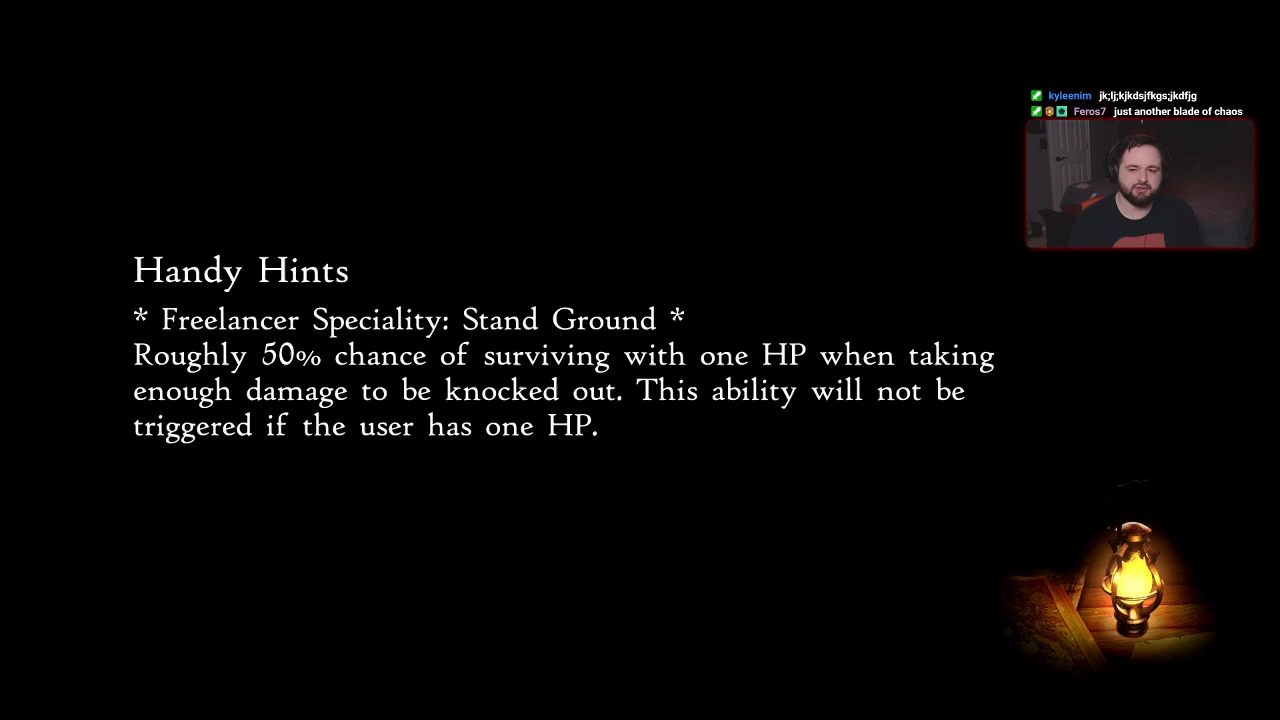 kyleenim jk;lj;kjkdsjfkgs;jkdfjg
Feros7 just another blade of chaos
Handy Hints
* Freelancer Speciality: Stand Ground *
Roughly 50% chance of surviving with one HP when taking
enough damage to be knocked out. This ability will not be
triggered if the user has one HP.